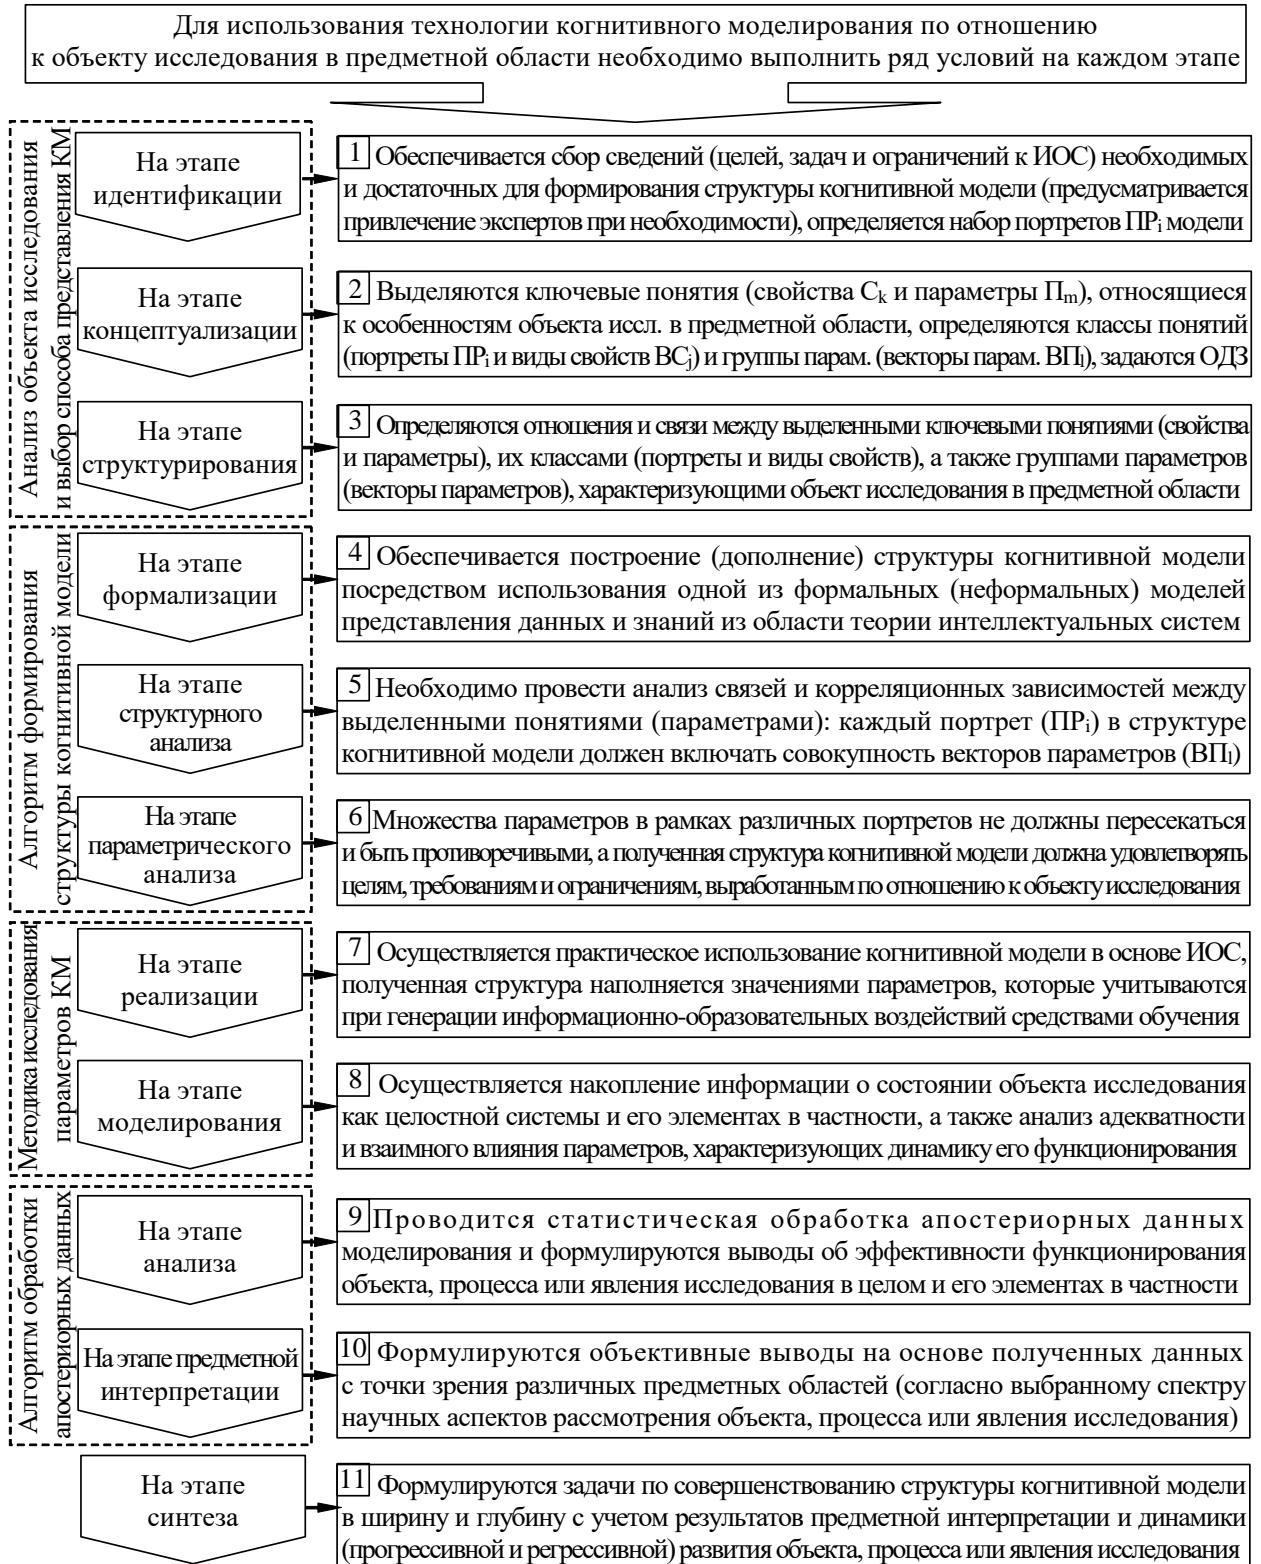 Для использования технологии когнитивного моделирования по отношению
к объекту исследования в предметной области необходимо выполнить ряд условий на каждом этапе
Анализ объекта исследования
и выбор способа представления КМ
На этапе
идентификации
1 Обеспечивается сбор сведений (целей, задач и ограничений к ИОС) необходимых
и достаточных для формирования структуры когнитивной модели (предусматривается
привлечение экспертов при необходимости), определяется набор портретов ПРi модели
На этапе
концептуализации
2 Выделяются ключевые понятия (свойства Ck и параметры Пm), относящиеся
к особенностям объекта иссл. в предметной области, определяются классы понятий
(портреты ПРi и виды свойств ВСj) и группы парам. (векторы парам. ВПl), задаются ОДЗ
На этапе
структурирования
3 Определяются отношения и связи между выделенными ключевыми понятиями (свойства
и параметры), их классами (портреты и виды свойств), а также группами параметров
(векторы параметров), характеризующими объект исследования в предметной области
Алгоритм формирования
структуры когнитивной модели
На этапе
формализации
4 Обеспечивается построение (дополнение) структуры когнитивной модели
посредством использования одной из формальных (неформальных) моделей
представления данных и знаний из области теории интеллектуальных систем
На этапе
структурного
анализа
5 Необходимо провести анализ связей и корреляционных зависимостей между
выделенными понятиями (параметрами): каждый портрет (ПРi) в структуре
когнитивной модели должен включать совокупность векторов параметров (ВПl)
На этапе
параметрического
анализа
6 Множества параметров в рамках различных портретов не должны пересекаться
и быть противоречивыми, а полученная структура когнитивной модели должна удовлетворять
целям, требованиям и ограничениям, выработанным по отношению к объекту исследования
Методика исследования
параметров КМ
На этапе
реализации
7 Осуществляется практическое использование когнитивной модели в основе ИОС,
полученная структура наполняется значениями параметров, которые учитываются
при генерации информационно-образовательных воздействий средствами обучения
На этапе
моделирования
8 Осуществляется накопление информации о состоянии объекта исследования
как целостной системы и его элементах в частности, а также анализ адекватности
и взаимного влияния параметров, характеризующих динамику его функционирования
Алгоритм обработки
апостериорных данных
На этапе
анализа
9 Проводится статистическая обработка апостериорных данных
моделирования и формулируются выводы об эффективности функционирования
объекта, процесса или явления исследования в целом и его элементах в частности
На этапе предметной
интерпретации
10 Формулируются объективные выводы на основе полученных данных
с точки зрения различных предметных областей (согласно выбранному спектру
научных аспектов рассмотрения объекта, процесса или явления исследования)
На этапе
синтеза
11 Формулируются задачи по совершенствованию структуры когнитивной модели
в ширину и глубину с учетом результатов предметной интерпретации и динамики
(прогрессивной и регрессивной) развития объекта, процесса или явления исследования